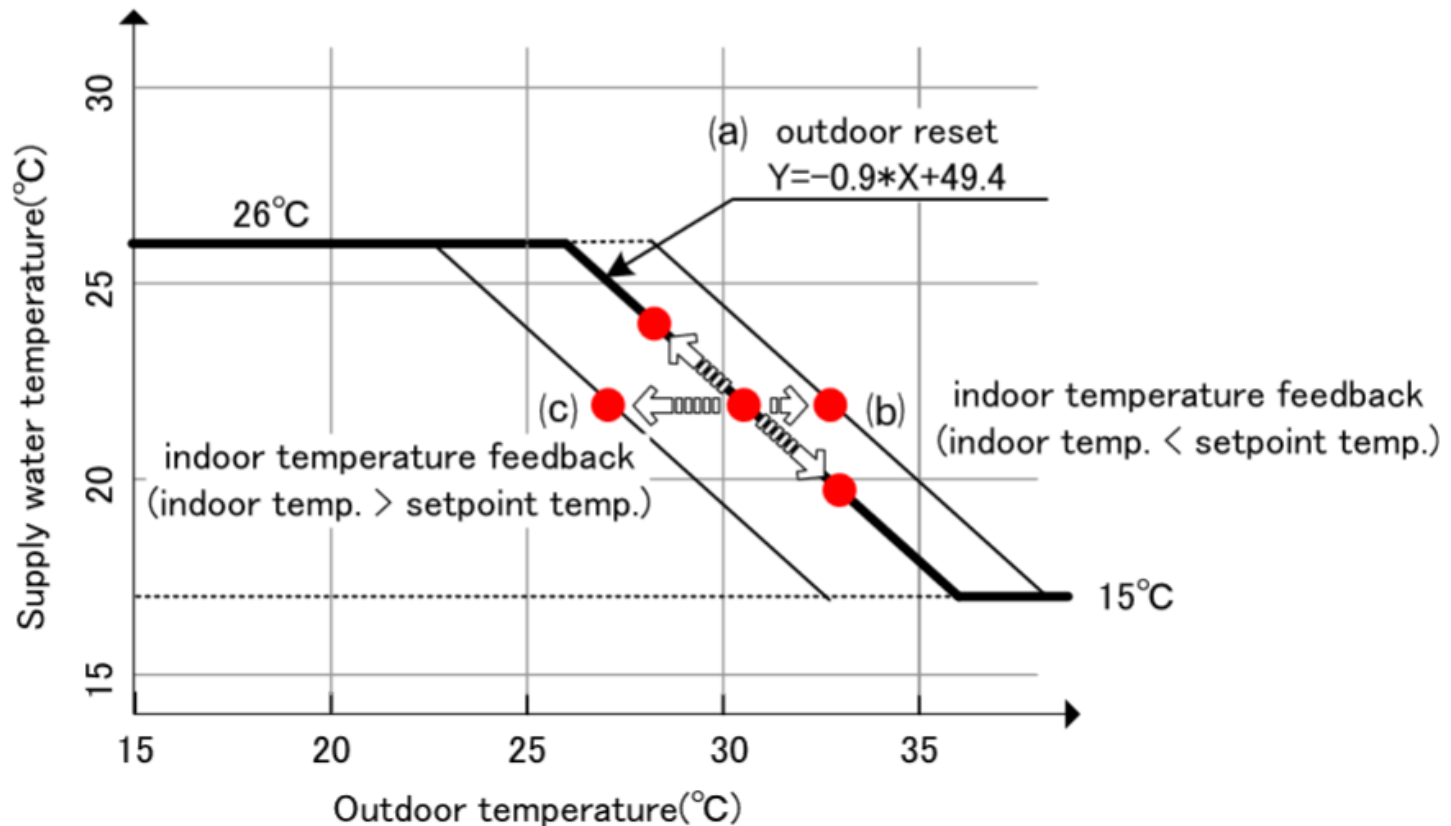 30
(a) outdoor reset
Y=-0.9*X+49.4
26℃
25
(c)
(b)
indoor temperature feedback
(indoor temp. < setpoint temp.)
indoor temperature feedback
(indoor temp. > setpoint temp.)
20
15℃
15
15 20 25 30 35
Outdoor temperature(℃)
Supply water temperature(℃)